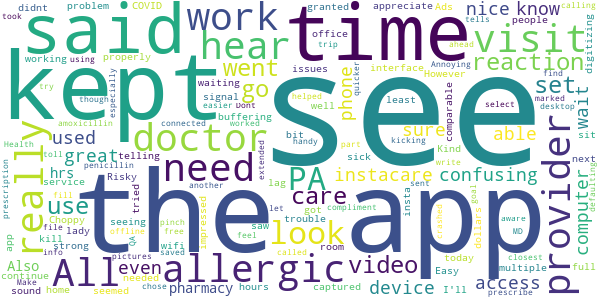 didnt problem COVID granted appreciate Ads
took said work nice know people tells calling
kept time hear visit office trip reaction digitizing
working using properly went issues However interface Annoying ahead
try though waiting go phone easier Dont quicker find marked desktop
especially signal buffering helped well comparable select set Wait
amoxicillin connected worked bit handy part sure able
Health penicillin used doctor see at least kicking Kind sit
toll really great telling need PA sick instacare write confusing next
prescription hrs Risky another extended care insta sent computer defaulting
service tried lag got compliment dollars goal provider
app use seeing impressed let trouble aware MD
fill file lady Choppy offline pinch free the app look saw room called crashed
info kill strong wifi QA feel today closest full
Also All allergic video Easy multiple access
continue even needed pictures hours captured device I'll
Make sound home seemed chose pharmacy saved prescribe